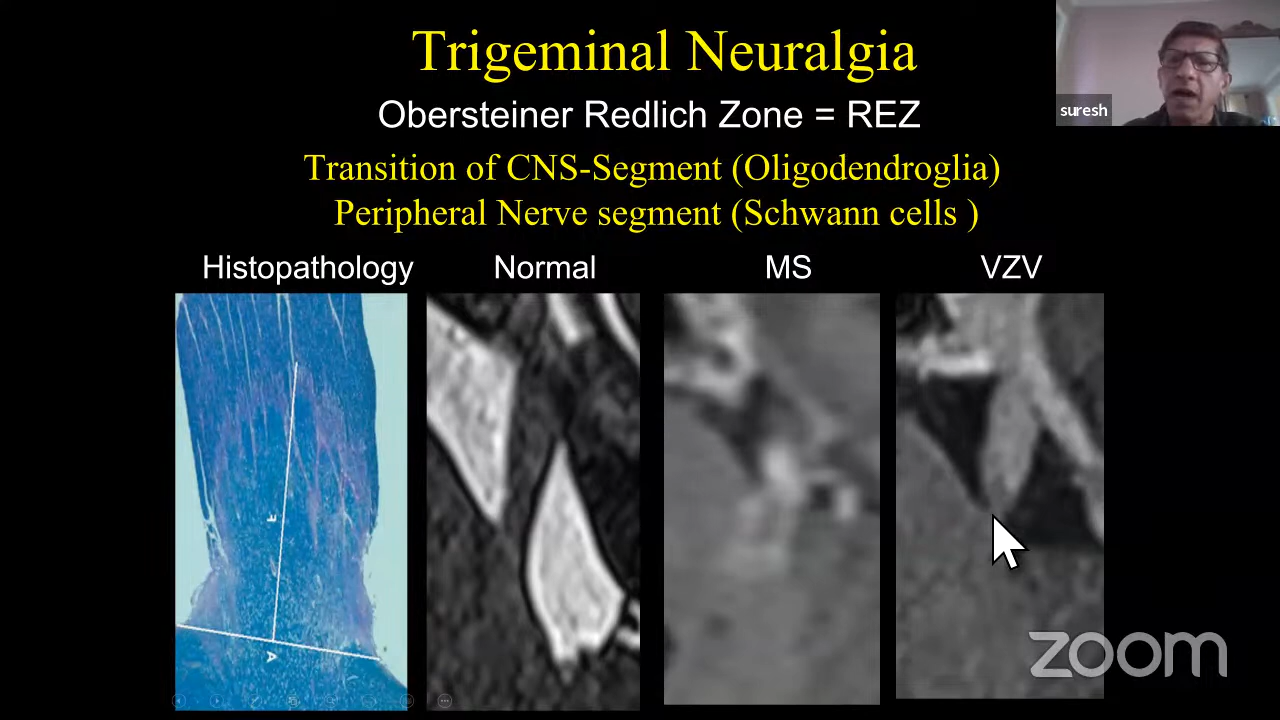 Trigeminal Neuralgia
suresh
Obersteiner Redlich Zone = REZ
Transition of CNS-Segment (Oligodendroglia)
Peripheral Nerve segment (Schwann cells )
Histopathology
Normal
MS
VZV
F
A
zoom